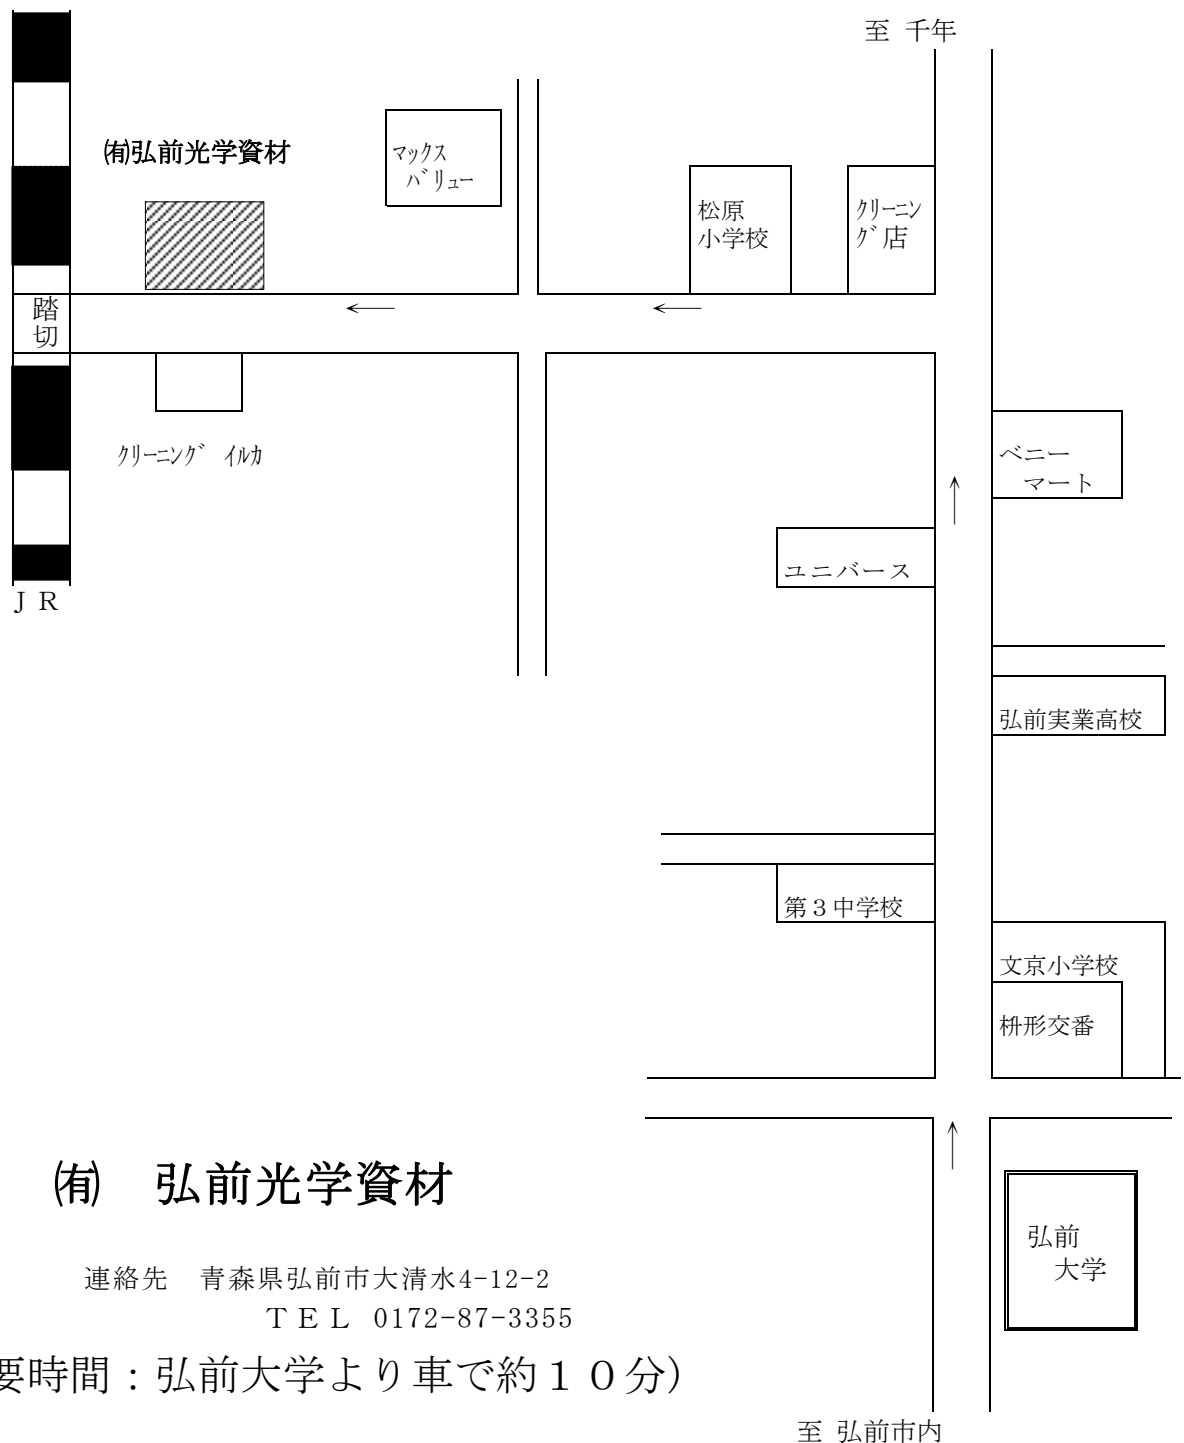 至 千年
㈲弘前光学資材
マックス
バリュー
松原
小学校
クリーニン
グ店
踏
切
クリーニング イルカ
ベニー
マート
ユニバース
ＪＲ
弘前実業高校
第３中学校
文京小学校
枡形交番
㈲ 弘前光学資材
弘前
大学
連絡先 青森県弘前市大清水4-12-2
ＴＥＬ 0172-87-3355
要時間：弘前大学より車で約１０分）
至 弘前市内